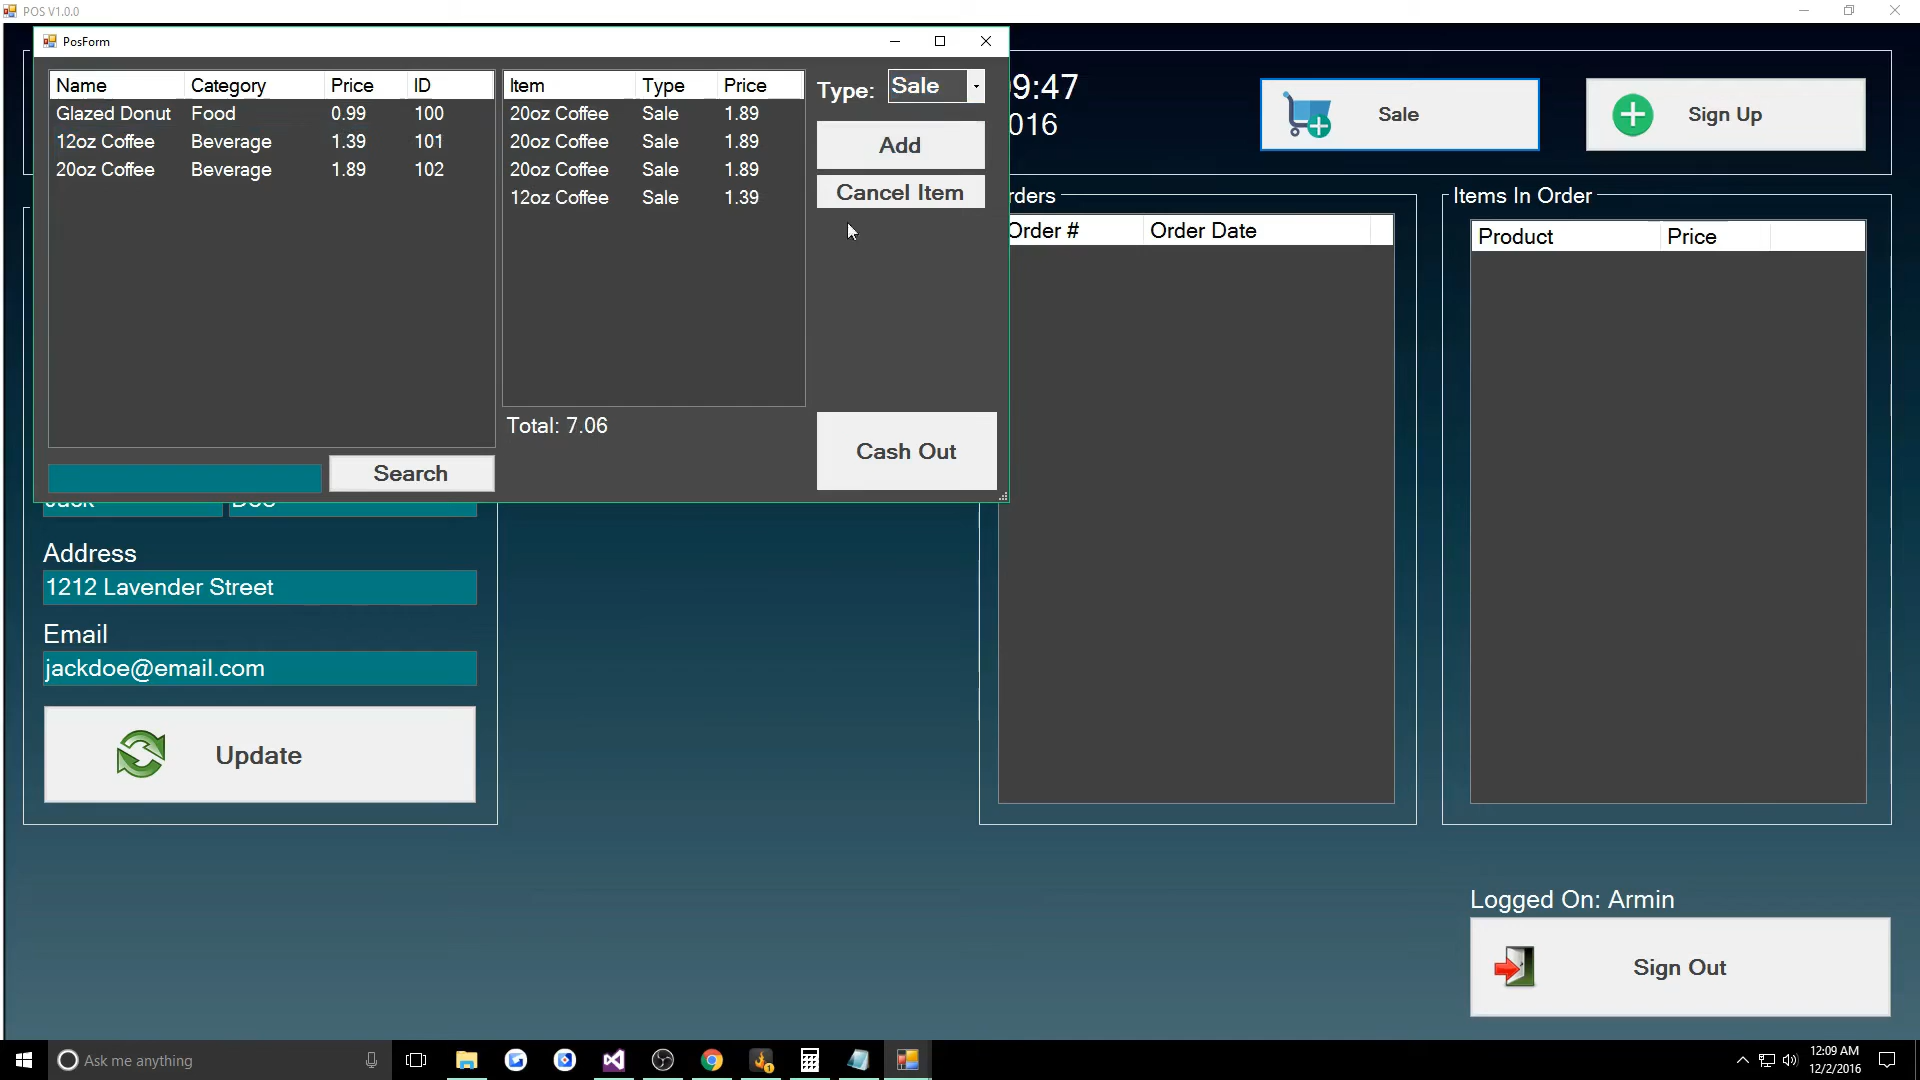 POS V1.0.0
PosForm
Name Category Price ID
Glazed Donut Food 0.99 100
12oz Coffee Beverage 1.39 101
20oz Coffee Beverage 1.89 102
Search
Item Type Price
20oz Coffee Sale 1.89
20oz Coffee Sale 1.89
20oz Coffee Sale 1.89
12oz Coffee Sale 1.39
Total: 7.06
Type: Sale
Add
Cancel Item
Cash Out
9:47
016
Sale
Sign Up
rders
Order # Order Date
Items In Order
Product Price
Jack Doe
Address
1212 Lavender Street
Email
jackdoe@email.com
Update
Logged On: Armin
Sign Out
Ask me anything
12:09 AM
12/2/2016